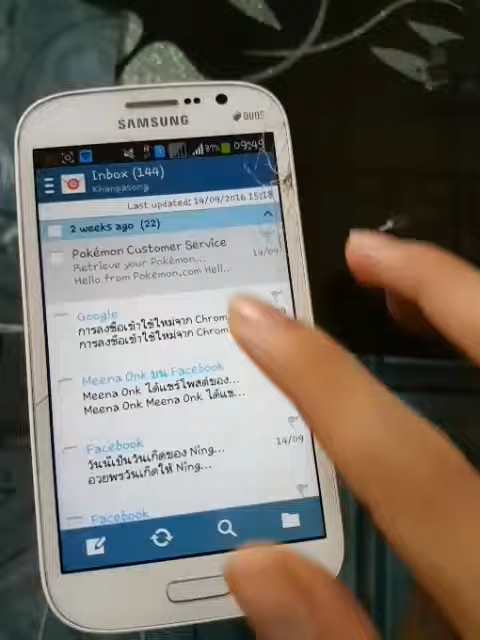 SAMSUNG
DUOS
87% 09:49
Inbox (144)
Khanpasong
Last updated: 14/09/2016 15:18
2 weeks ago (22)
Pokémon Customer Service
Retrieve your Pokémon...
14/09
Hello from Pokémon.com Hell...
Google
การลงชื่อเข้าใช้ใหม่จาก Chrom
การลงชื่อเข้าใช้ใหม่จาก Chrom
Meena Onk บน Facebook
Meena Onk ได้แชร์โพสต์ของ...
Meena Onk Meena Onk ได้แช...
Facebook
14/09
วันนี้เป็นวันเกิดของ Ning...
อวยพรวันเกิดให้ Ning...
Facebook